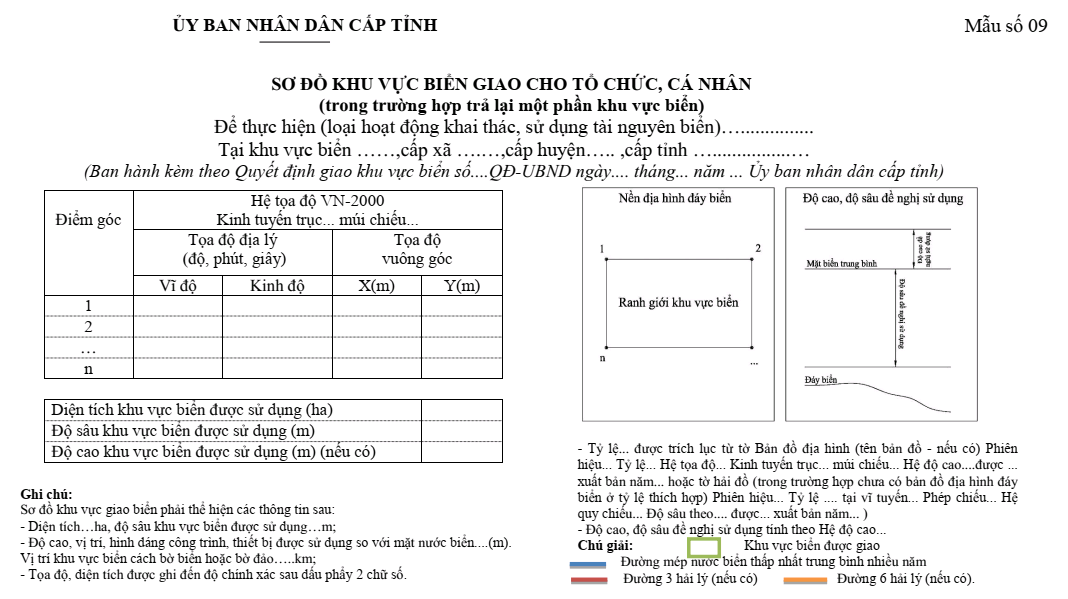 ỦY BAN NHÂN DÂN CẤP TỈNH
Mẫu số 09
SƠ ĐỒ KHU VỰC BIỂN GIAO CHO TỔ CHỨC, CÁ NHÂN
(trong trường hợp trả lại một phần khu vực biển)
Để thực hiện (loại hoạt động khai thác, sử dụng tài nguyên biển)…...............
Tại khu vực biển ……,cấp xã …….,cấp huyện….. ,cấp tỉnh …...............…
(Ban hành kèm theo Quyết định giao khu vực biển số....QĐ-UBND ngày.... tháng... năm ... Ủy ban nhân dân cấp tỉnh)
Điểm góc
Hệ tọa độ VN-2000
Kinh tuyến trục... múi chiếu...
Tọa độ địa lý
(độ, phút, giây)
Tọa độ
vuông góc
Vĩ độ Kinh độ X(m) Y(m)
1
2
…
n
Diện tích khu vực biển được sử dụng (ha)
Độ sâu khu vực biển được sử dụng (m)
Độ cao khu vực biển được sử dụng (m) (nếu có)
Ghi chú:
Sơ đồ khu vực giao biển phải thể hiện các thông tin sau:
- Diện tích…ha, độ sâu khu vực biển được sử dụng…m;
- Độ cao, vị trí, hình dáng công trình, thiết bị được sử dụng so với mặt nước biển....(m).
Vị trí khu vực biển cách bờ biển hoặc bờ đảo…..km;
- Tọa độ, diện tích được ghi đến độ chính xác sau dấu phẩy 2 chữ số.
Nền địa hình đáy biển
1
2
Ranh giới khu vực biển
n
...
Độ cao, độ sâu đề nghị sử dụng
Độ cao đề
nghị sử dụng
Mặt biển trung bình
Độ sâu đề nghị sử dụng
Đáy biển
- Tỷ lệ... được trích lục từ tờ Bản đồ địa hình (tên bản đồ - nếu có) Phiên
hiệu... Tỷ lệ... Hệ tọa độ... Kinh tuyến trục... múi chiếu... Hệ độ cao....được ...
xuất bản năm... hoặc tờ hải đồ (trong trường hợp chưa có bản đồ địa hình đáy
biển ở tỷ lệ thích hợp) Phiên hiệu... Tỷ lệ .... tại vĩ tuyến... Phép chiếu... Hệ
quy chiếu... Độ sâu theo.... được... xuất bản năm... )
- Độ cao, độ sâu đề nghị sử dụng tính theo Hệ độ cao...
Chú giải: Khu vực biển được giao
Đường mép nước biển thấp nhất trung bình nhiều năm
Đường 3 hải lý (nếu có) Đường 6 hải lý (nếu có).